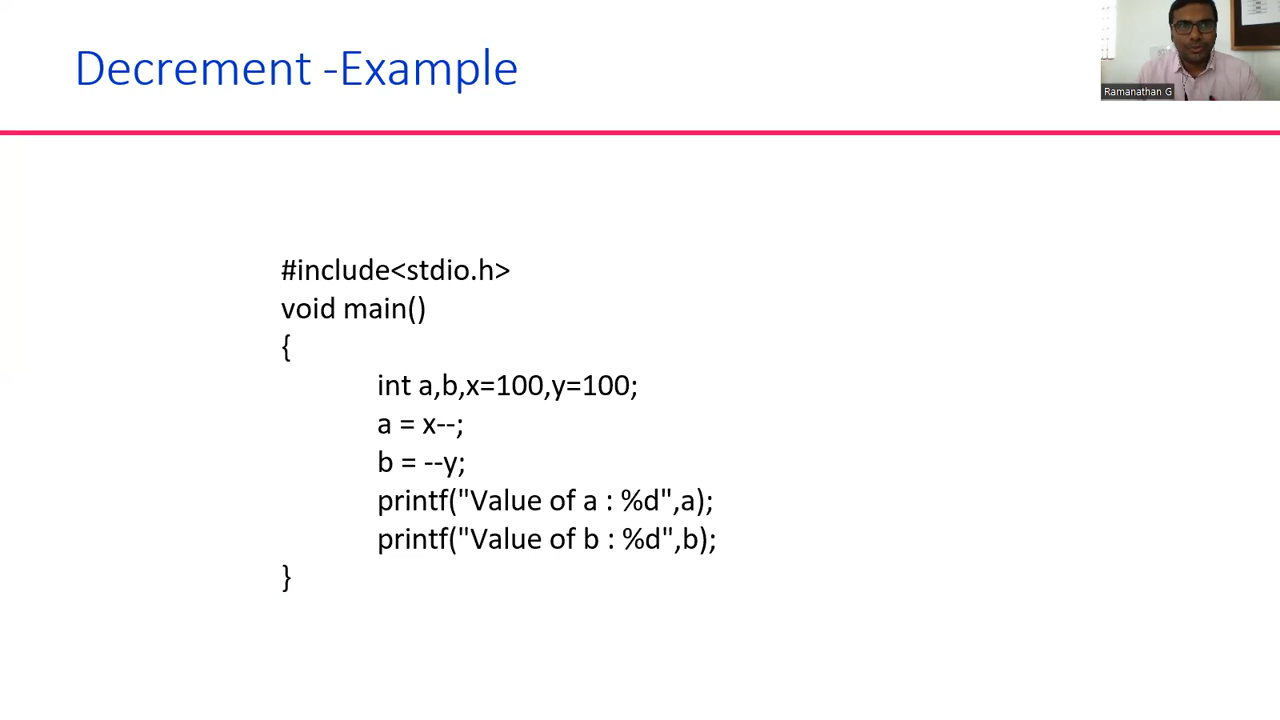 Decrement -Example
Ramanathan G
#include<stdio.h>
void main()
{
int a,b,x=100,y=100;
a = x--;
b = --y;
printf("Value of a : %d",a);
printf("Value of b : %d",b);
}